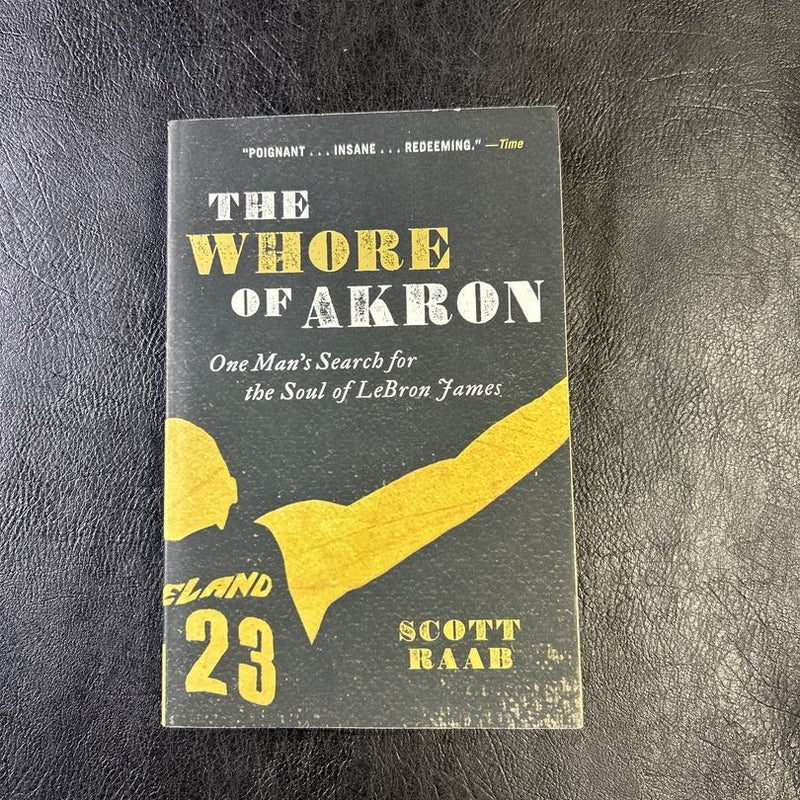 "POIGNANT . . . INSANE . . . REDEEMING." —Time
THE
WHORE
OF AKRON
One Man's Search for
the Soul of LeBron James
ELAND
23
SCOTT
RAAB